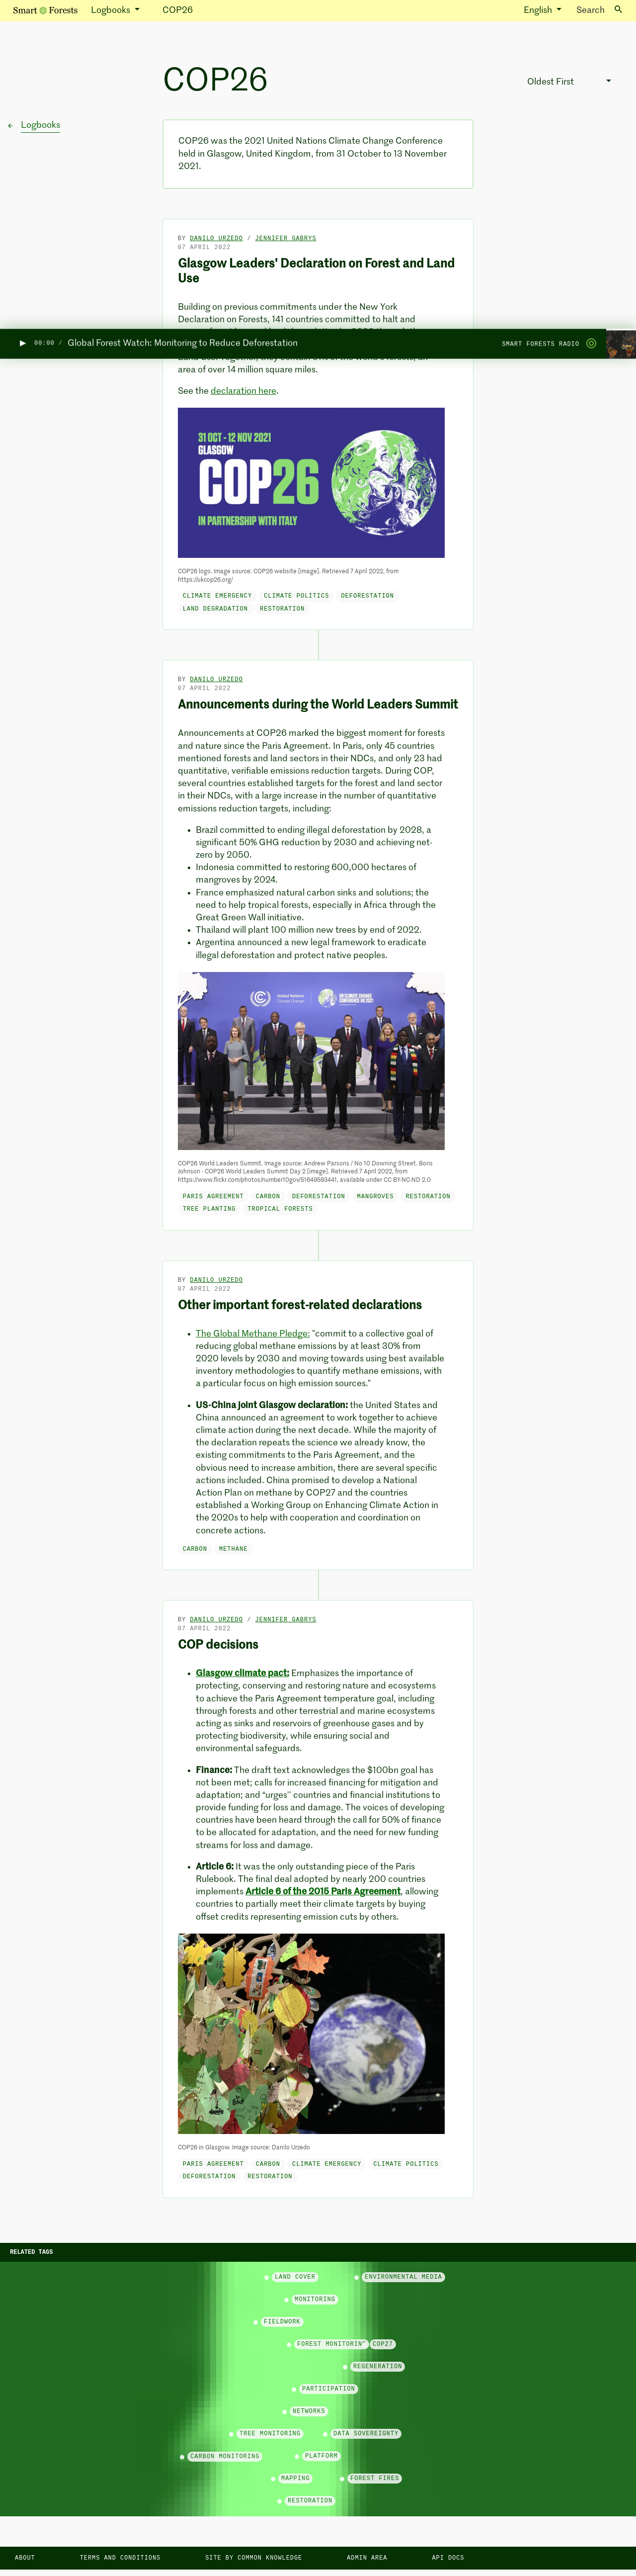 Smart Forests Logbooks COP26 English Search
COP26
Oldest First
Logbooks
COP26 was the 2021 United Nations Climate Change Conference
held in Glasgow, United Kingdom, from 31 October to 13 November
2021.
BY DANILO URZEDO / JENNIFER GABRYS
07 APRIL 2022
Glasgow Leaders' Declaration on Forest and Land
Use
Building on previous commitments under the New York
Declaration on Forests, 141 countries committed to halt and
00:00 / Global Forest Watch: Monitoring to Reduce Deforestation SMART FORESTS RADIO
area of over 14 million square miles.
See the declaration here.
31 OCT - 12 NOV 2021
GLASGOW
COP26
IN PARTNERSHIP WITH ITALY
COP26 logo. Image source: COP26 website [image]. Retrieved 7 April 2022, from
https://ukcop26.org/
CLIMATE EMERGENCY CLIMATE POLITICS DEFORESTATION
LAND DEGRADATION RESTORATION
BY DANILO URZEDO
07 APRIL 2022
Announcements during the World Leaders Summit
Announcements at COP26 marked the biggest moment for forests
and nature since the Paris Agreement. In Paris, only 45 countries
mentioned forests and land sectors in their NDCs, and only 23 had
quantitative, verifiable emissions reduction targets. During COP,
several countries established targets for the forest and land sector
in their NDCs, with a large increase in the number of quantitative
emissions reduction targets, including:
Brazil committed to ending illegal deforestation by 2028, a
significant 50% GHG reduction by 2030 and achieving net-
zero by 2050.
Indonesia committed to restoring 600,000 hectares of
mangroves by 2024.
France emphasized natural carbon sinks and solutions; the
need to help tropical forests, especially in Africa through the
Great Green Wall initiative.
Thailand will plant 100 million new trees by end of 2022.
Argentina announced a new legal framework to eradicate
illegal deforestation and protect native peoples.
United Nations
Climate Change
UN CLIMATE CHANGE
CONFERENCE UK 2021
COP26 World Leaders Summit. Image source: Andrew Parsons / No 10 Downing Street. Boris
Johnson - COP26 World Leaders Summit Day 2 [image]. Retrieved 7 April 2022, from
https://www.flickr.com/photos/number10gov/51649593441, available under CC BY-NC-ND 2.0
PARIS AGREEMENT CARBON DEFORESTATION MANGROVES RESTORATION
TREE PLANTING TROPICAL FORESTS
BY DANILO URZEDO
07 APRIL 2022
Other important forest-related declarations
The Global Methane Pledge: "commit to a collective goal of
reducing global methane emissions by at least 30% from
2020 levels by 2030 and moving towards using best available
inventory methodologies to quantify methane emissions, with
a particular focus on high emission sources."
US-China joint Glasgow declaration: the United States and
China announced an agreement to work together to achieve
climate action during the next decade. While the majority of
the declaration repeats the science we already know, the
existing commitments to the Paris Agreement, and the
obvious need to increase ambition, there are several specific
actions included. China promised to develop a National
Action Plan on methane by COP27 and the countries
established a Working Group on Enhancing Climate Action in
the 2020s to help with cooperation and coordination on
concrete actions.
CARBON METHANE
BY DANILO URZEDO / JENNIFER GABRYS
07 APRIL 2022
COP decisions
Glasgow climate pact: Emphasizes the importance of
protecting, conserving and restoring nature and ecosystems
to achieve the Paris Agreement temperature goal, including
through forests and other terrestrial and marine ecosystems
acting as sinks and reservoirs of greenhouse gases and by
protecting biodiversity, while ensuring social and
environmental safeguards.
Finance: The draft text acknowledges the $100bn goal has
not been met; calls for increased financing for mitigation and
adaptation; and “urges” countries and financial institutions to
provide funding for loss and damage. The voices of developing
countries have been heard through the call for 50% of finance
to be allocated for adaptation, and the need for new funding
streams for loss and damage.
Article 6: It was the only outstanding piece of the Paris
Rulebook. The final deal adopted by nearly 200 countries
implements Article 6 of the 2015 Paris Agreement, allowing
countries to partially meet their climate targets by buying
offset credits representing emission cuts by others.
COP26 in Glasgow. Image source: Danilo Urzedo
PARIS AGREEMENT CARBON CLIMATE EMERGENCY CLIMATE POLITICS
DEFORESTATION RESTORATION
RELATED TAGS
LAND COVER ENVIRONMENTAL MEDIA
MONITORING
FIELDWORK
FOREST MONITORIN COP27
REGENERATION
PARTICIPATION
NETWORKS
TREE MONITORING DATA SOVEREIGNTY
CARBON MONITORING PLATFORM
MAPPING FOREST FIRES
RESTORATION
ABOUT TERMS AND CONDITIONS SITE BY COMMON KNOWLEDGE ADMIN AREA API DOCS